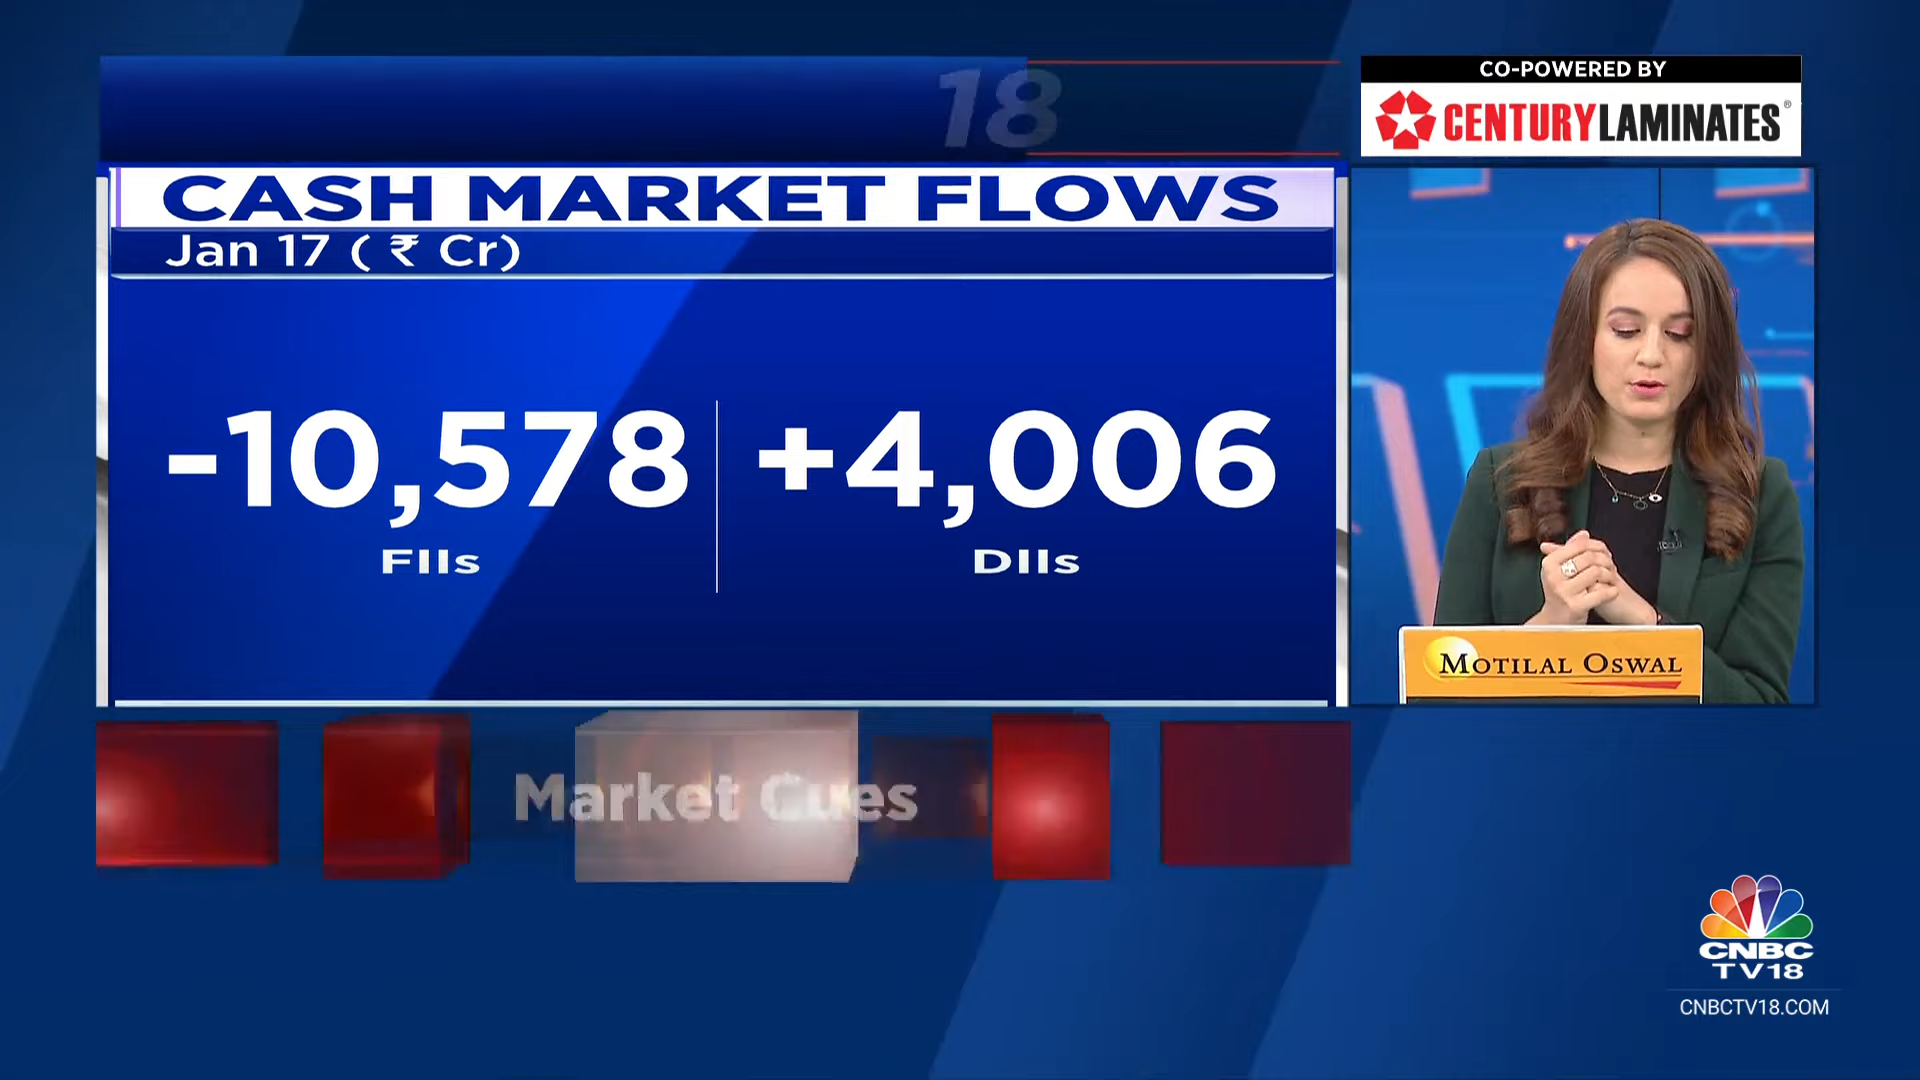 18
CO-POWERED BY
CENTURYLAMINATES®
CASH MARKET FLOWS
Jan 17 ( ₹ Cr)
-10,578
FIIs
+4,006
DIIs
MOTILAL OSWAL
Market Cues
CNBC
TV18
CNBCTV18.COM